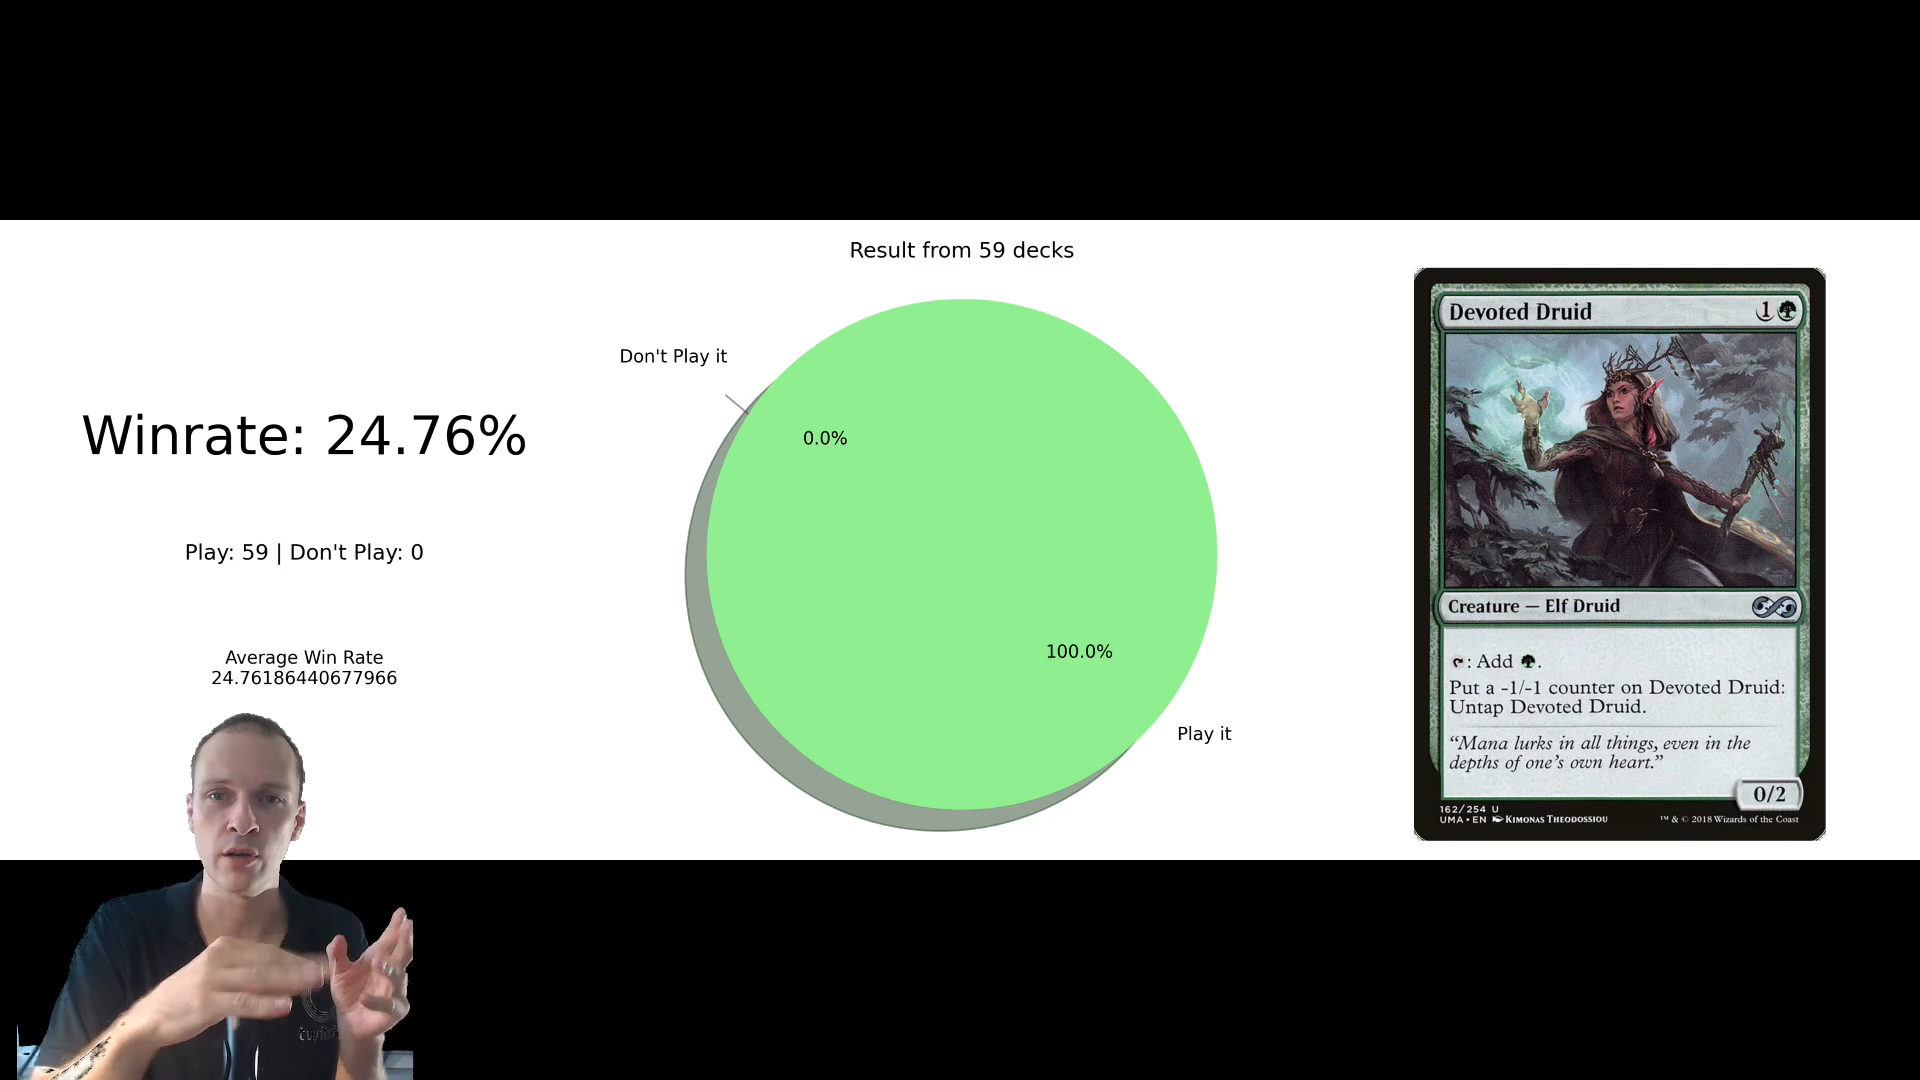 Result from 59 decks
Don't Play it
0.0%
100.0%
Play it
Winrate: 24.76%
Play: 59 | Don't Play: 0
Average Win Rate
24.76186440677966
Devoted Druid 1
Creature — Elf Druid
: Add .
Put a -1/-1 counter on Devoted Druid:
Untap Devoted Druid.
“Mana lurks in all things, even in the
depths of one’s own heart.”
0/2
162/254 U
UMA • EN Kimonas Theodossiou
™ & © 2018 Wizards of the Coast